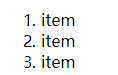 1. item
2. item
3. item